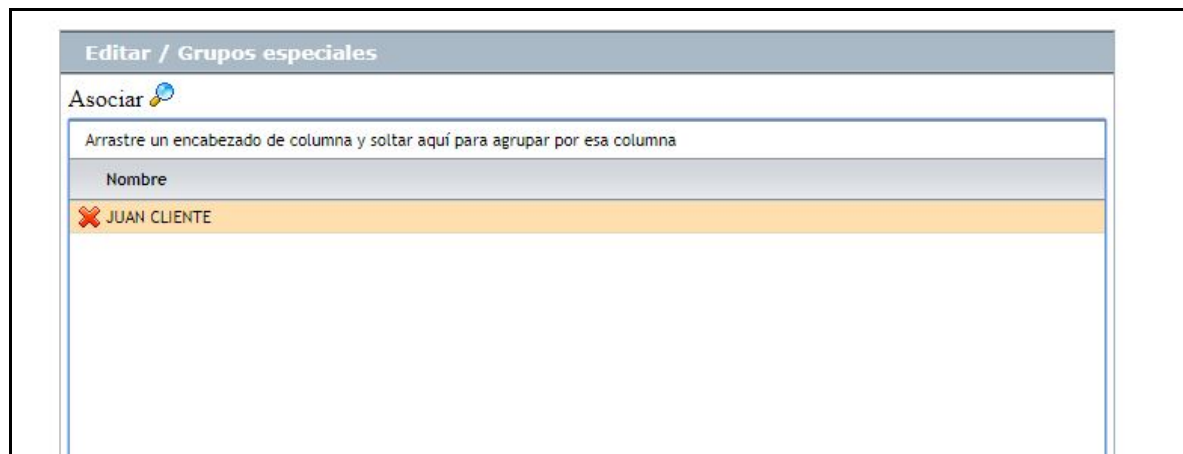 Editar / Grupos especiales
Asociar
Arrastre un encabezado de columna y soltar aquí para agrupar por esa columna
Nombre
JUAN CLIENTE